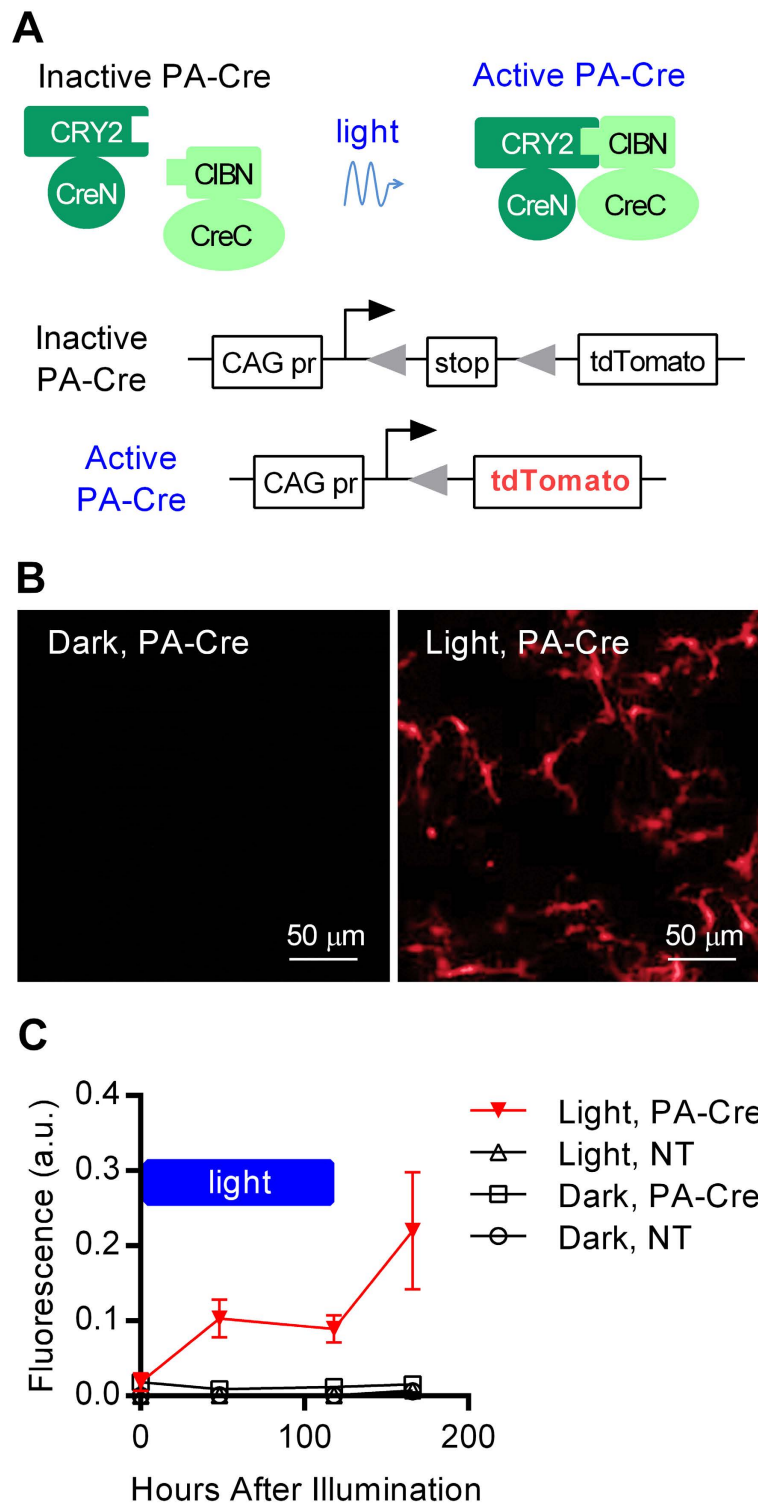 A
Inactive PA-Cre
Active PA-Cre
CRY2
CreN
CIBN
CreC
light
CRY2
CIBN
CreN
CreC
Inactive
PA-Cre
CAG pr
stop
tdTomato
Active
PA-Cre
CAG pr
tdTomato
B
Dark, PA-Cre
50 μm
Light, PA-Cre
50 μm
C
Fluorescence (a.u.)
0.4
0.3
0.2
0.1
0.0
light
0
100
200
Hours After Illumination
Light, PA-Cre
Light, NT
Dark, PA-Cre
Dark, NT